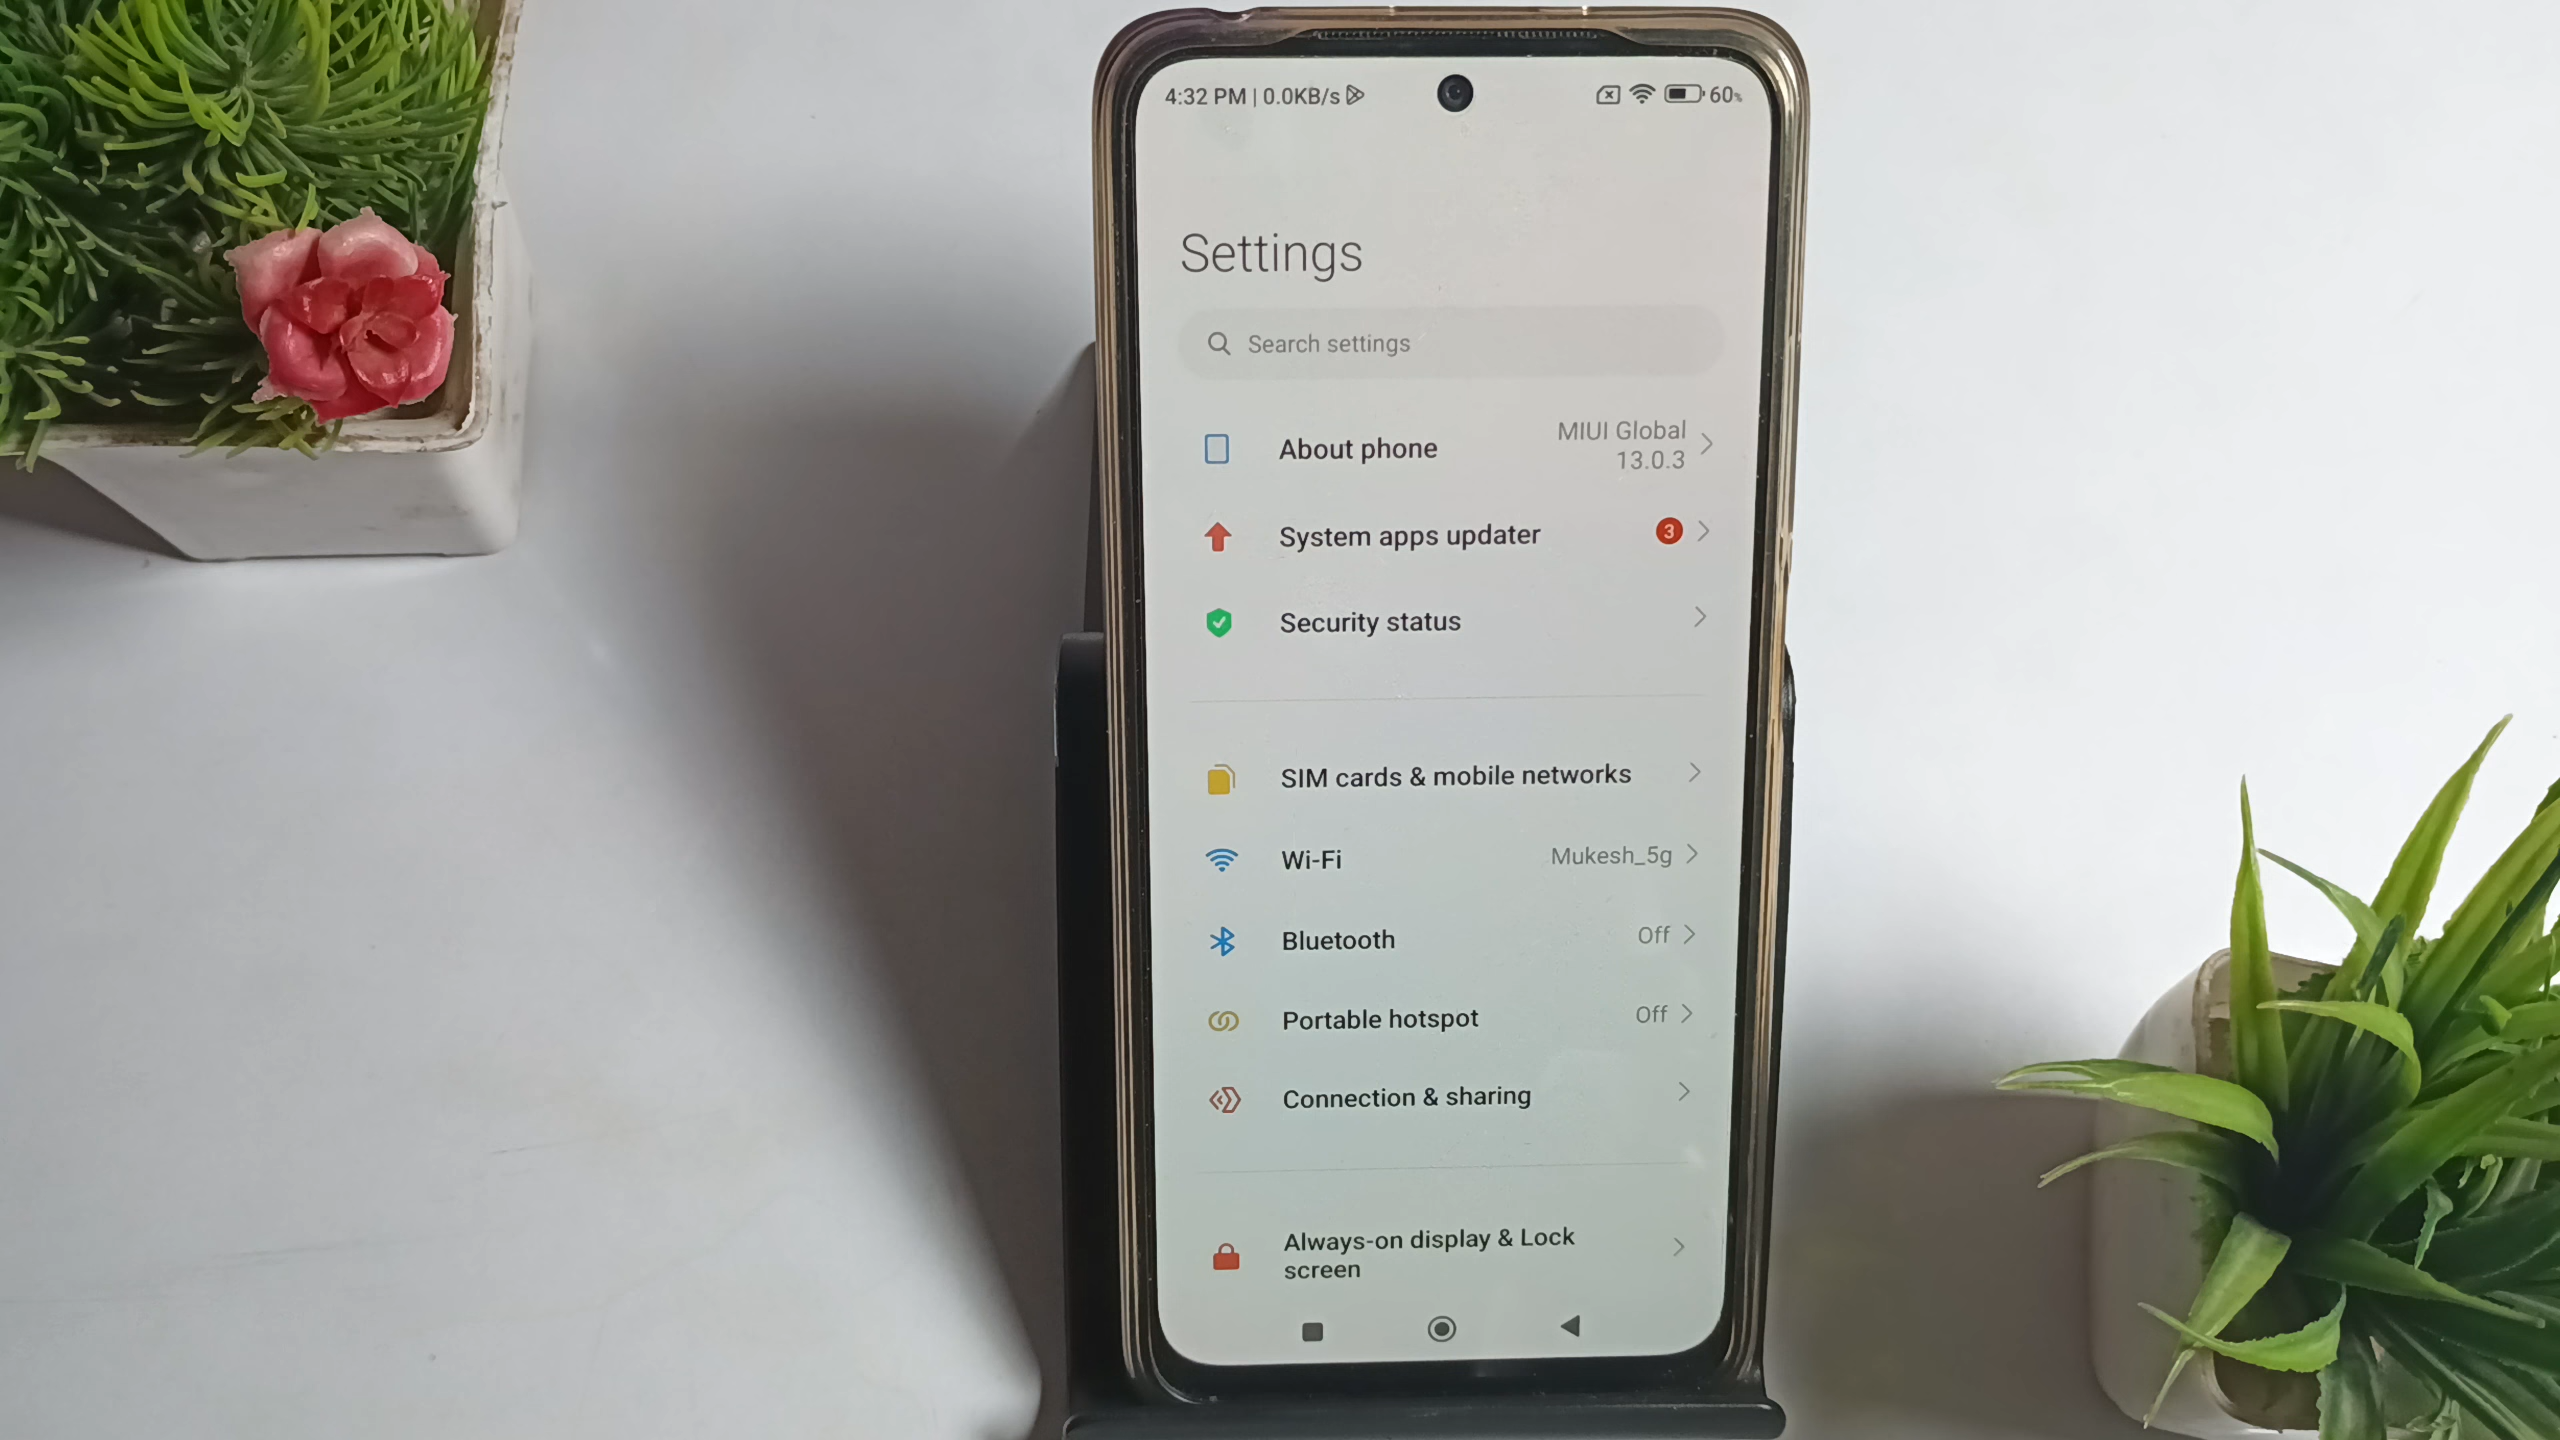 4:32 PM | 0.0KB/s
60%
Settings
Search settings
About phone
MIUI Global
13.0.3
System apps updater
3
Security status
SIM cards & mobile networks
Wi-Fi
Mukesh_5g
Bluetooth
Off
Portable hotspot
Off
Connection & sharing
Always-on display & Lock
screen